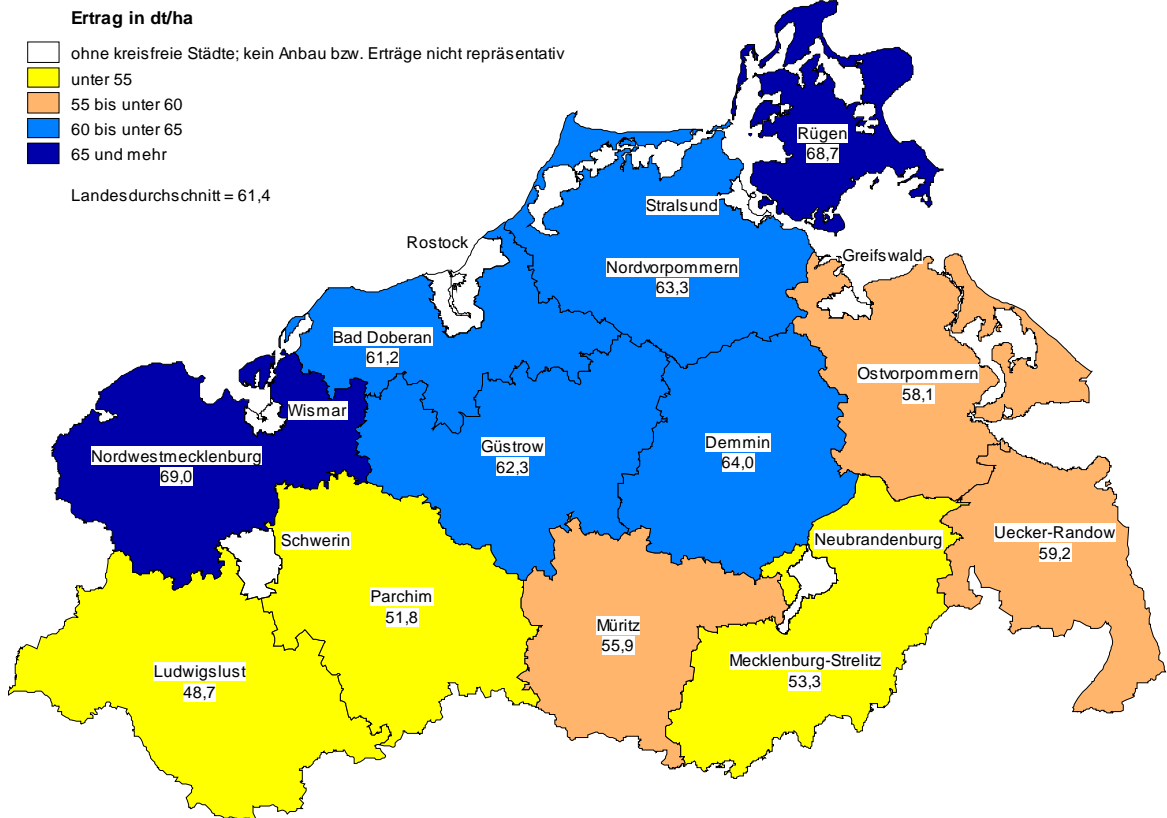 Ertrag in dt/ha
ohne kreisfreie Städte; kein Anbau bzw. Erträge nicht repräsentativ
unter 55
55 bis unter 60
60 bis unter 65
65 und mehr
Landesdurchschnitt = 61,4
Rügen
68,7
Stralsund
Rostock
Greifswald
Nordvorpommern
63,3
Bad Doberan
61,2
Ostvorpommern
58,1
Wismar
Nordwestmecklenburg
69,0
Güstrow
62,3
Demmin
64,0
Schwerin
Neubrandenburg
Uecker-Randow
59,2
Parchim
51,8
Müritz
55,9
Ludwigslust
48,7
Mecklenburg-Strelitz
53,3